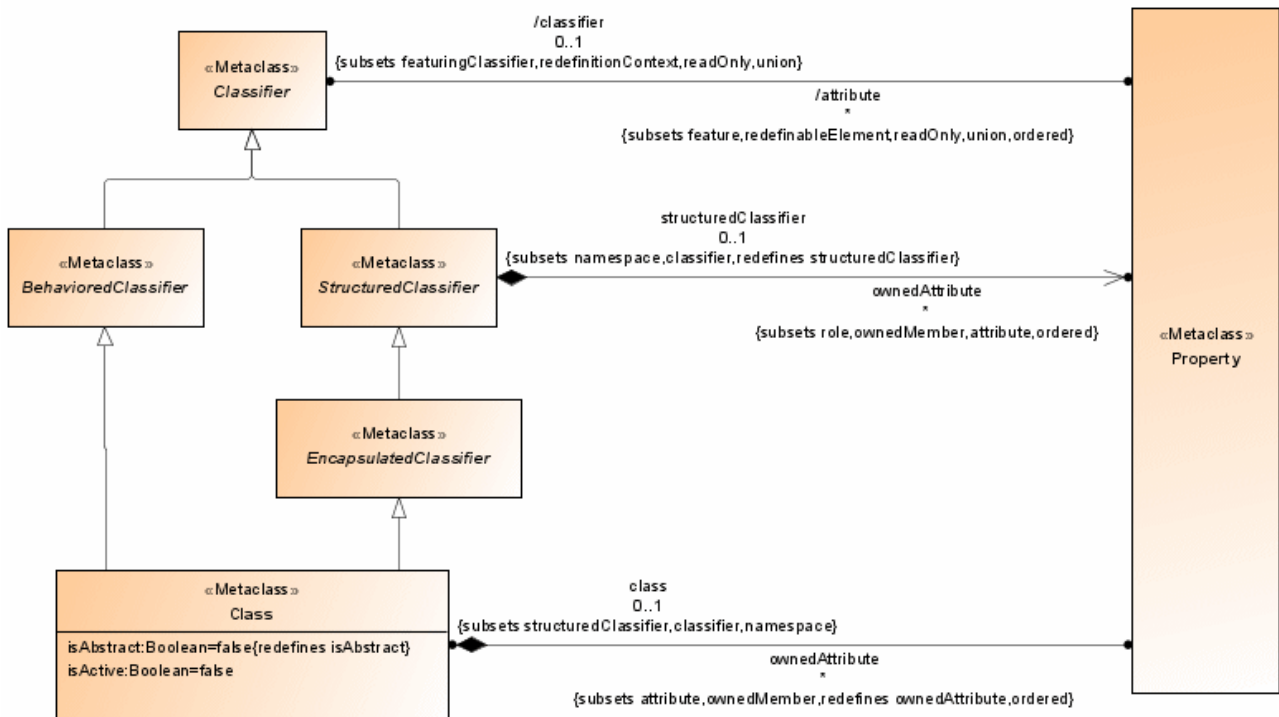 /classifier
0..1
{subsets featuringClassifier,redefinitionContext,readOnly,union}
«Metaclass»
Classifier
/attribute
*
{subsets feature,redefinableElement,readOnly,union,ordered}
«Metaclass»
BehavioredClassifier
«Metaclass»
StructuredClassifier
structuredClassifier
0..1
{subsets namespace,classifier,redefines structuredClassifier}
ownedAttribute
*
{subsets role,ownedMember,attribute,ordered}
«Metaclass»
Property
«Metaclass»
EncapsulatedClassifier
«Metaclass»
Class
isAbstract:Boolean=false{redefines isAbstract}
isActive:Boolean=false
class
0..1
{subsets structuredClassifier,classifier,namespace}
ownedAttribute
*
{subsets attribute,ownedMember,redefines ownedAttribute,ordered}